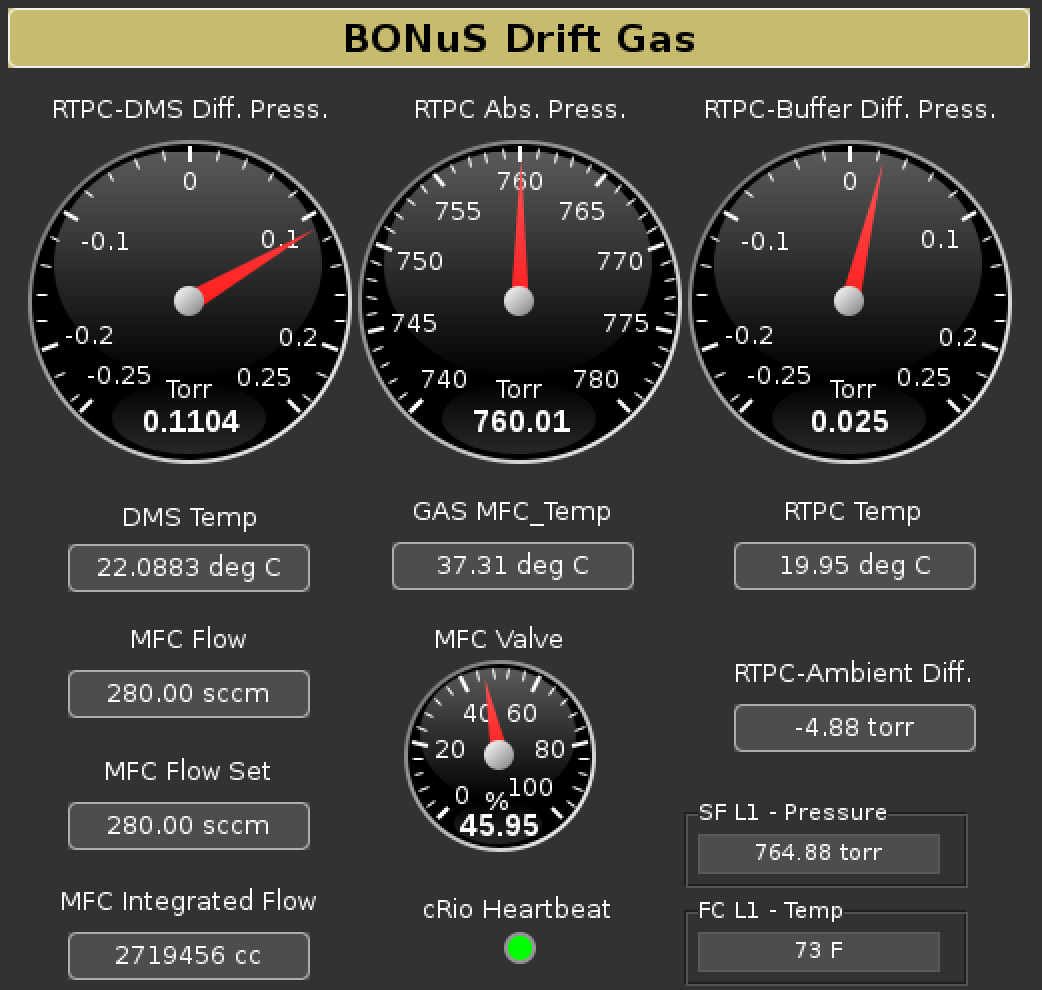 BONuS Drift Gas
RTPC-DMS Diff. Press.
0
-0.1
0.1
-0.2
0.2
-0.25
0.25
Torr
0.1104
RTPC Abs. Press.
760
755
765
750
770
745
775
740
780
Torr
760.01
RTPC-Buffer Diff. Press.
0
-0.1
0.1
-0.2
0.2
-0.25
0.25
Torr
0.025
DMS Temp
22.0883 deg C
GAS MFC_Temp
37.31 deg C
RTPC Temp
19.95 deg C
MFC Flow
280.00 sccm
MFC Valve
40 60
20
80
0
100
%
45.95
RTPC-Ambient Diff.
-4.88 torr
MFC Flow Set
280.00 sccm
SF L1 - Pressure
764.88 torr
MFC Integrated Flow
2719456 cc
cRio Heartbeat
FC L1 - Temp
73 F